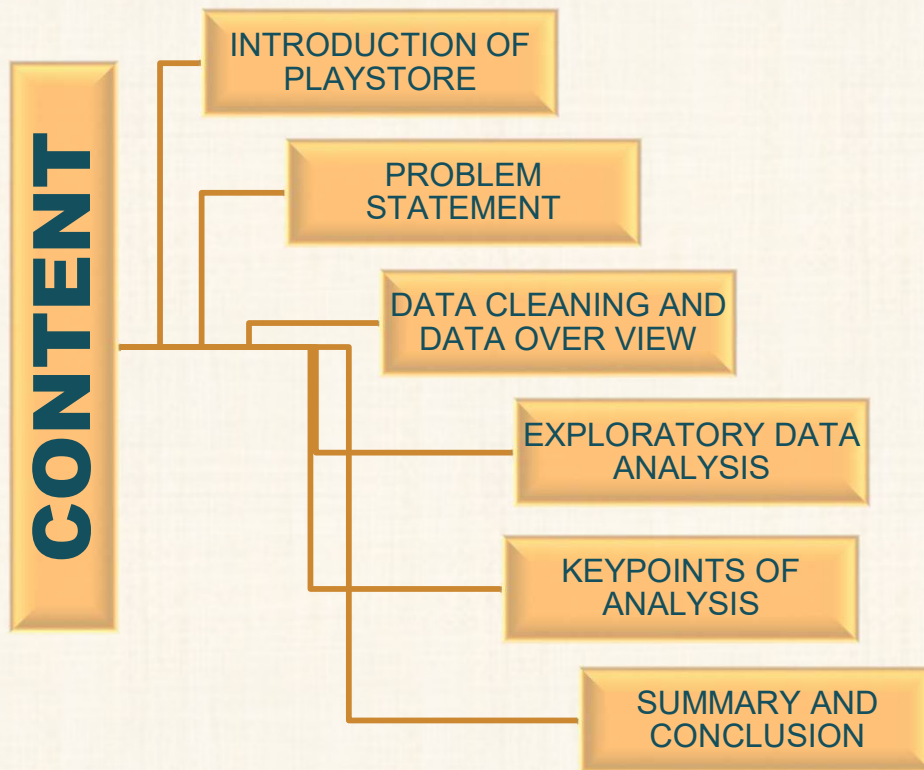 CONTENT
INTRODUCTION OF
PLAYSTORE
PROBLEM
STATEMENT
DATA CLEANING AND
DATA OVER VIEW
EXPLORATORY DATA
ANALYSIS
KEYPOINTS OF
ANALYSIS
SUMMARY AND
CONCLUSION